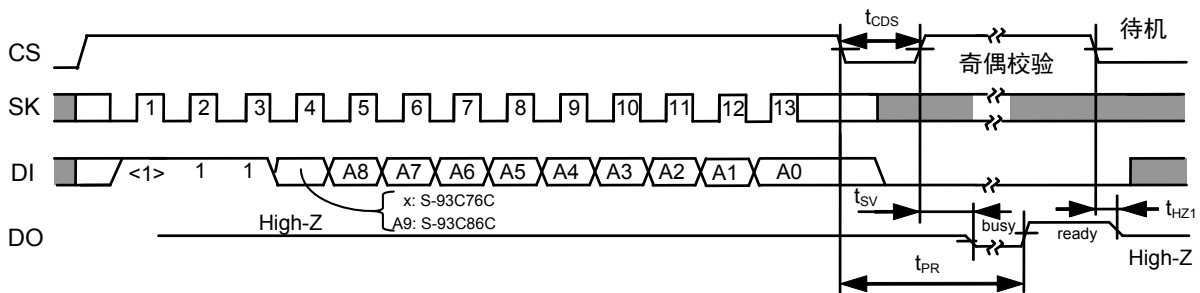 CS
tCDS
奇偶校验
待机
SK
1 2 3 4 5 6 7 8 9 10 11 12 13
DI
<1> 1 1 A8 A7 A6 A5 A4 A3 A2 A1 A0
x: S-93C76C
A9: S-93C86C
DO
High-Z
tSV
busy
ready
tHZ1
High-Z
tPR